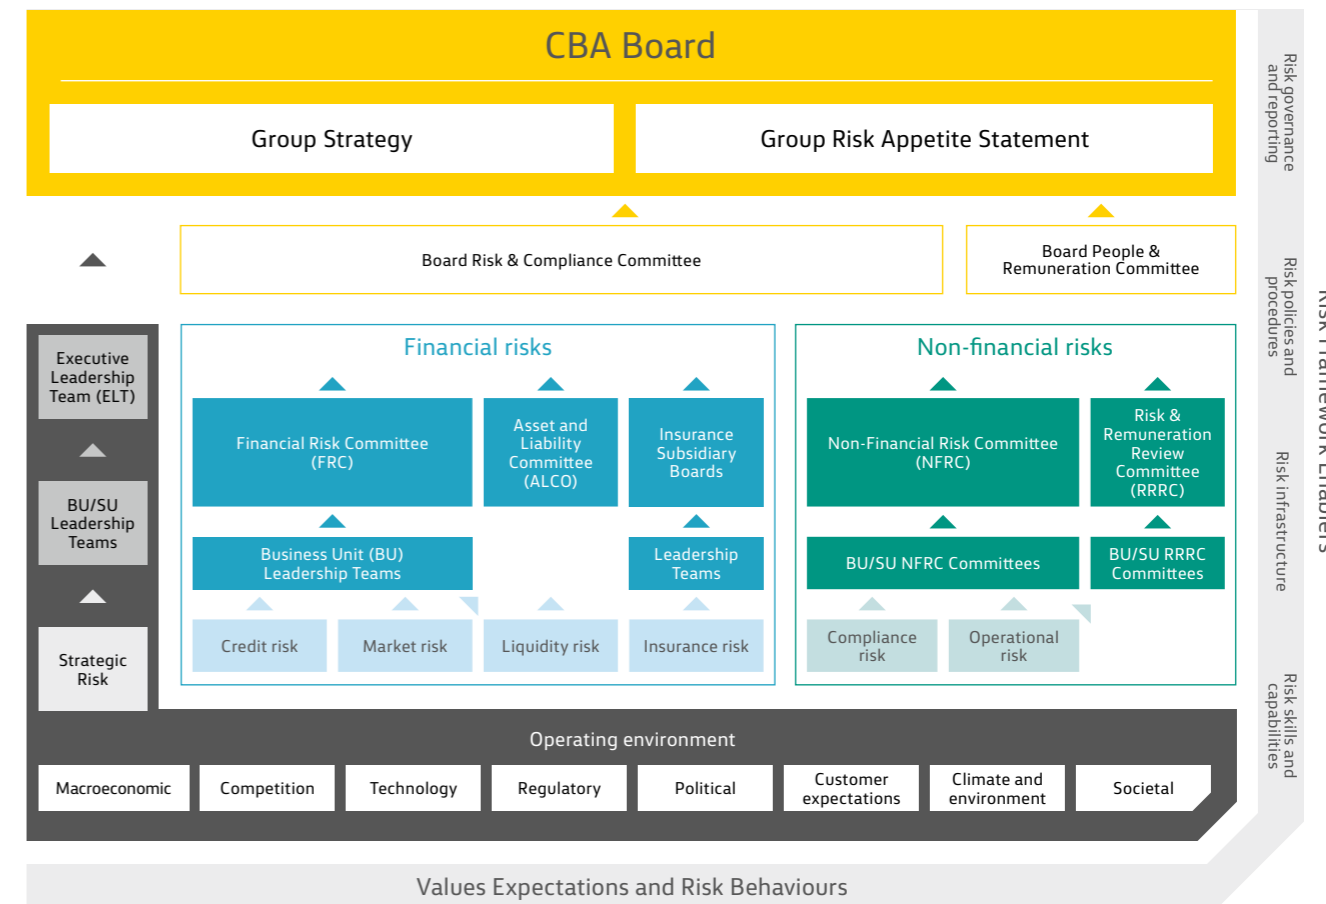 CBA Board
Group Strategy
Group Risk Appetite Statement
Board Risk & Compliance Committee
Board People &
Remuneration Committee
Executive
Leadership
Team (ELT)
BU/SU
Leadership
Teams
Strategic
Risk
Financial risks
Financial Risk Committee
(FRC)
Asset and
Liability
Committee
(ALCO)
Insurance
Subsidiary
Boards
Business Unit (BU)
Leadership Teams
Leadership
Teams
Credit risk
Market risk
Liquidity risk
Insurance risk
Non-financial risks
Non-Financial Risk Committee
(NFRC)
Risk &
Remuneration
Review
Committee
(RRRC)
BU/SU NFRC Committees
BU/SU RRRC
Committees
Compliance
risk
Operational
risk
Operating environment
Macroeconomic
Competition
Technology
Regulatory
Political
Customer
expectations
Climate and
environment
Societal
Values Expectations and Risk Behaviours
Risk governance
and reporting
Risk policies and
procedures
Risk infrastructure
Risk skills and
capabilities
Risk Framework Enablers